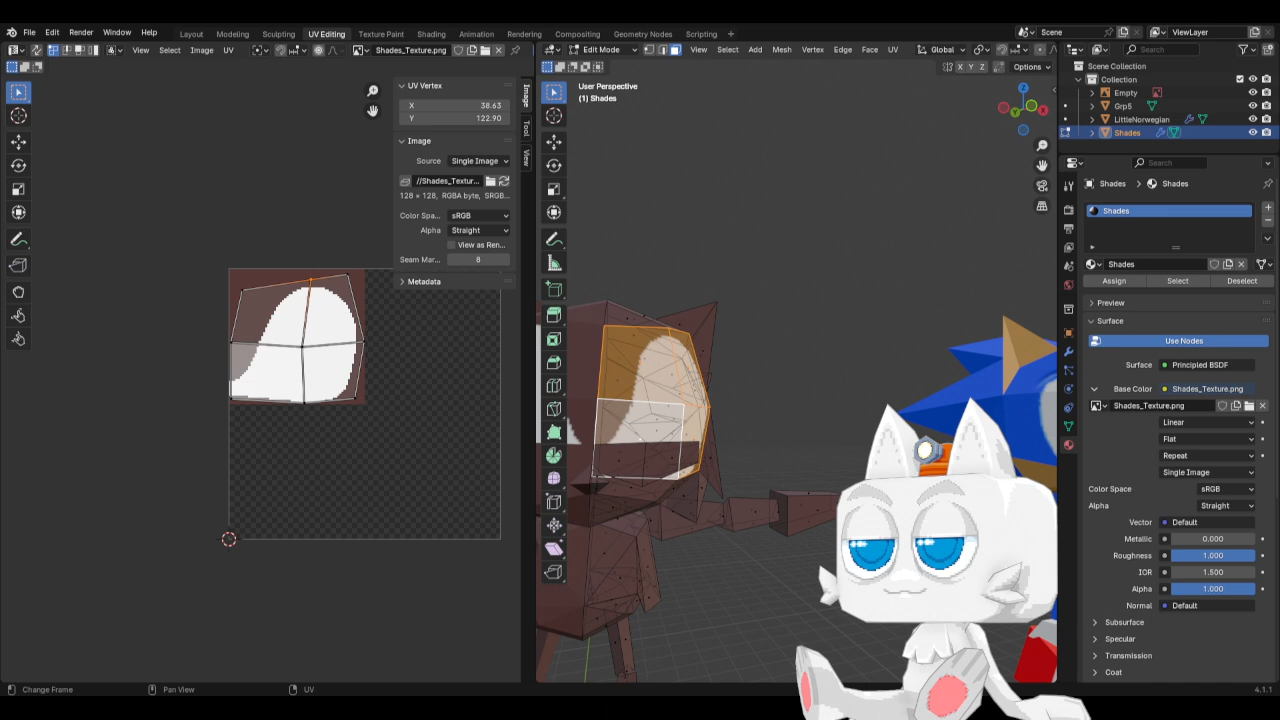 File Edit Render Window Help Layout Modeling Sculpting UV Editing Texture Paint Shading Animation Rendering Compositing Geometry Nodes Scripting Scene ViewLayer
View Select Image UV Shades_Texture.png
Edit Mode View Select Add Mesh Vertex Edge Face UV Global
X Y Z Options
UV Vertex
X 38.63
Y 122.90
Image
Source Single Image
//Shades_Textur...
128 × 128, RGBA byte, SRGB...
Color Spa... sRGB
Alpha Straight
View as Ren...
Seam Mar... 8
Metadata
Image
Tool
View
User Perspective
(1) Shades
Z
X
Y
Search
Scene Collection
Collection
Empty
Grp5
LittleNorwegian
Shades
Search
Shades Shades
Shades
Shades
Assign Select Deselect
Preview
Surface
Use Nodes
Surface Principled BSDF
Base Color Shades_Texture.png
Shades_Texture.png
Linear
Flat
Repeat
Single Image
Color Space sRGB
Alpha Straight
Vector Default
Metallic 0.000
Roughness 1.000
IOR 1.500
Alpha 1.000
Normal Default
Subsurface
Specular
Transmission
Coat
Change Frame Pan View UV 4.1.1